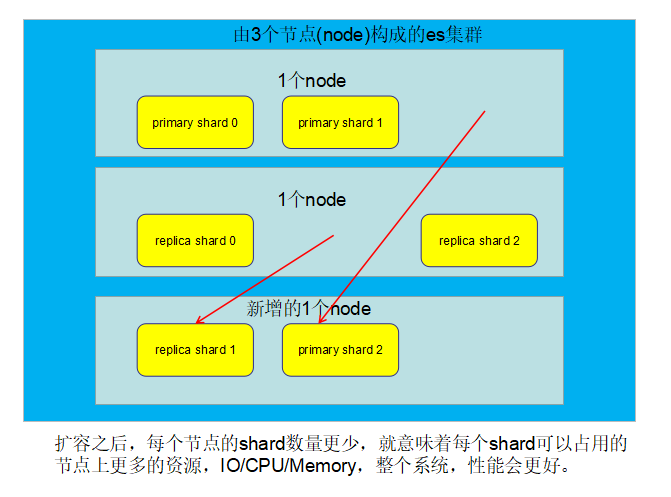 由3个节点(node)构成的es集群
1个node
primary shard 0
primary shard 1
1个node
replica shard 0
replica shard 2
新增的1个node
replica shard 1
primary shard 2
扩容之后，每个节点的shard数量更少，就意味着每个shard可以占用的
节点上更多的资源，IO/CPU/Memory，整个系统，性能会更好。